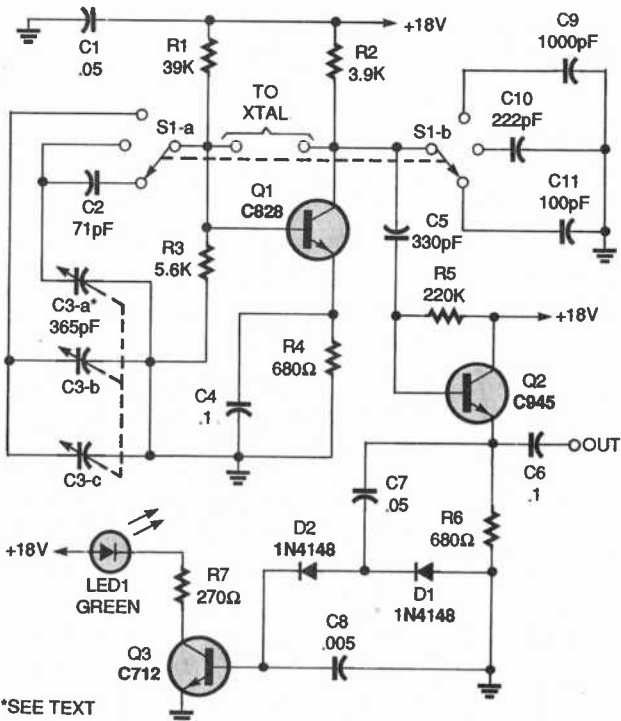 C1
.05
R1
39K
R2
3.9K
+18V
C9
1000pF
TO
XTAL
S1-a
S1-b
C10
222pF
C2
71pF
Q1
C828
C5
330pF
C11
100pF
R3
5.6K
R5
220K
+18V
C3-a*
365pF
C3-b
C3-c
C4
.1
R4
680Ω
Q2
C945
C6
.1
OUT
C7
.05
R6
680Ω
D2
1N4148
D1
1N4148
+18V
LED1
GREEN
R7
270Ω
C8
.005
Q3
C712
*SEE TEXT